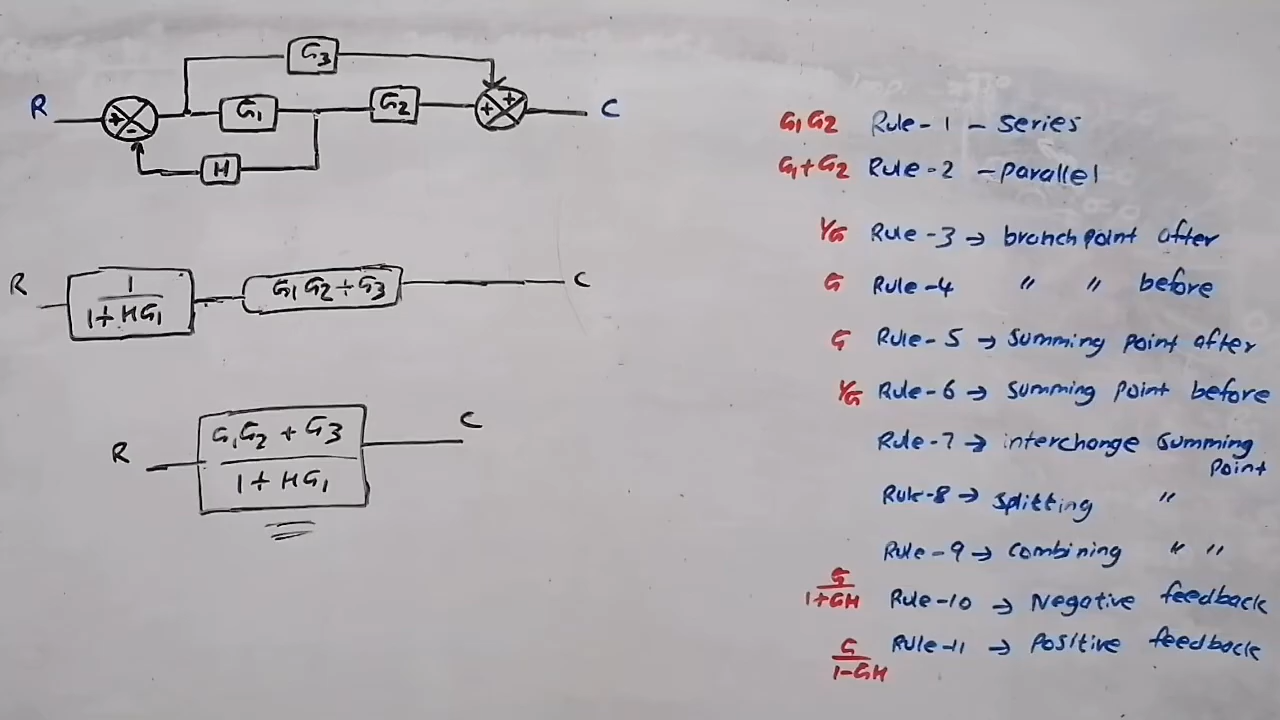 G3
R + - G1 G2 + + C
H
R 1/1+HG1 G1G2+G3 C
R G1G2+G3/1+HG1 C
G1G2 Rule-1 - series
G1+G2 Rule-2 - parallel
1/G Rule-3 → branch point after
G Rule-4 " " before
G Rule-5 → summing point after
1/G Rule-6 → summing point before
Rule-7 → interchange summing
point
Rule-8 → splitting "
Rule-9 → combining " "
G/1+GH Rule-10 → Negative feedback
G/1-GH Rule-11 → Positive feedback